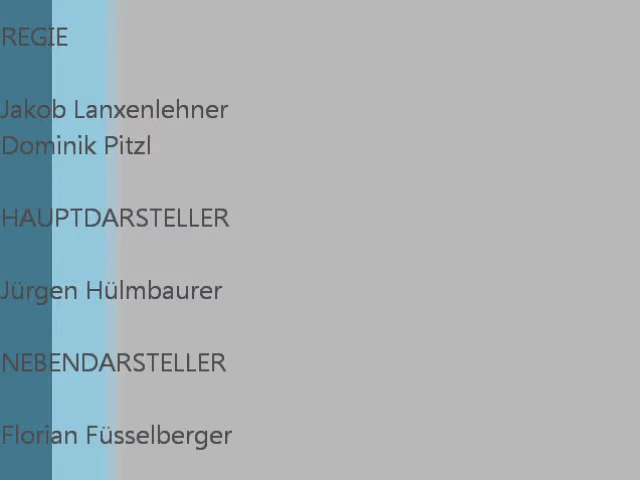 REGIE
Jakob Lanxenlehner
Dominik Pitzl
HAUPTDARSTELLER
Jürgen Hülmbaurer
NEBENDARSTELLER
Florian Füsselberger